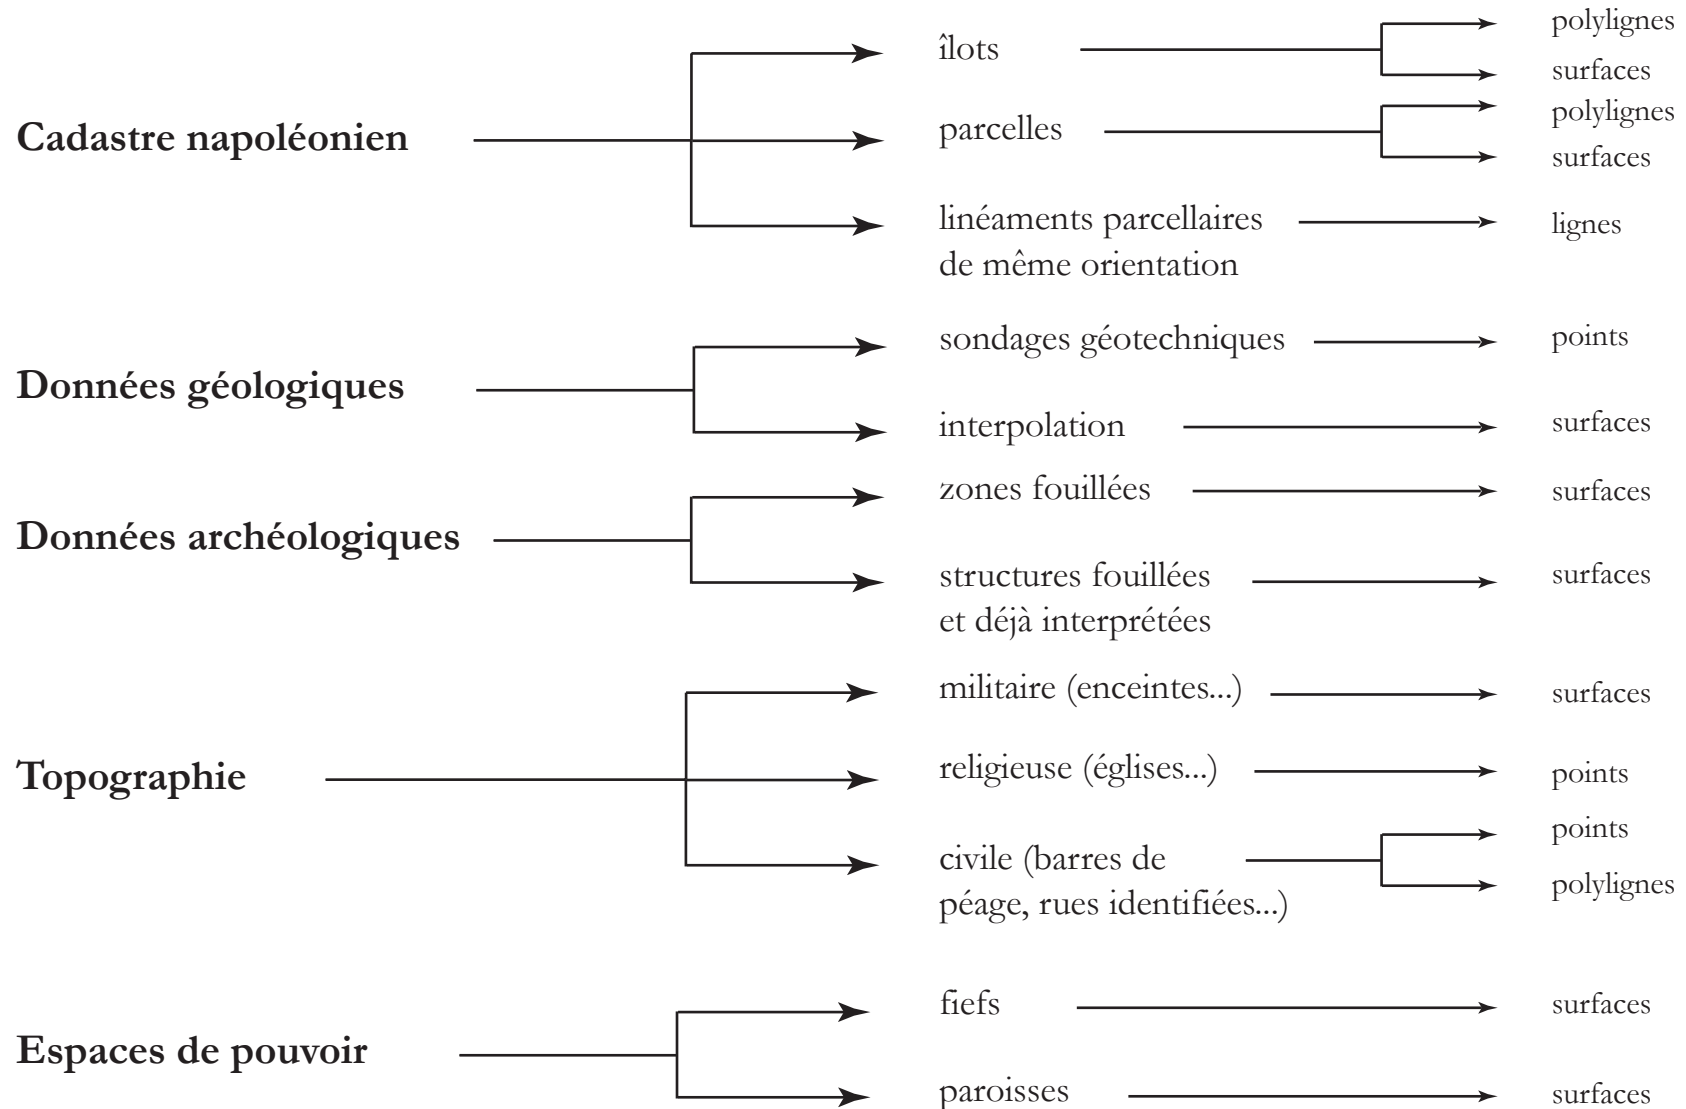 Cadastre napoléonien
îlots
polylignes
surfaces
parcelles
polylignes
surfaces
linéaments parcellaires
de même orientation
lignes
Données géologiques
sondages géotechniques
points
interpolation
surfaces
Données archéologiques
zones fouillées
surfaces
structures fouillées
et déjà interprétées
surfaces
Topographie
militaire (enceintes...)
surfaces
religieuse (églises...)
points
civile (barres de
péage, rues identifiées...)
points
polylignes
Espaces de pouvoir
fiefs
surfaces
paroisses
surfaces